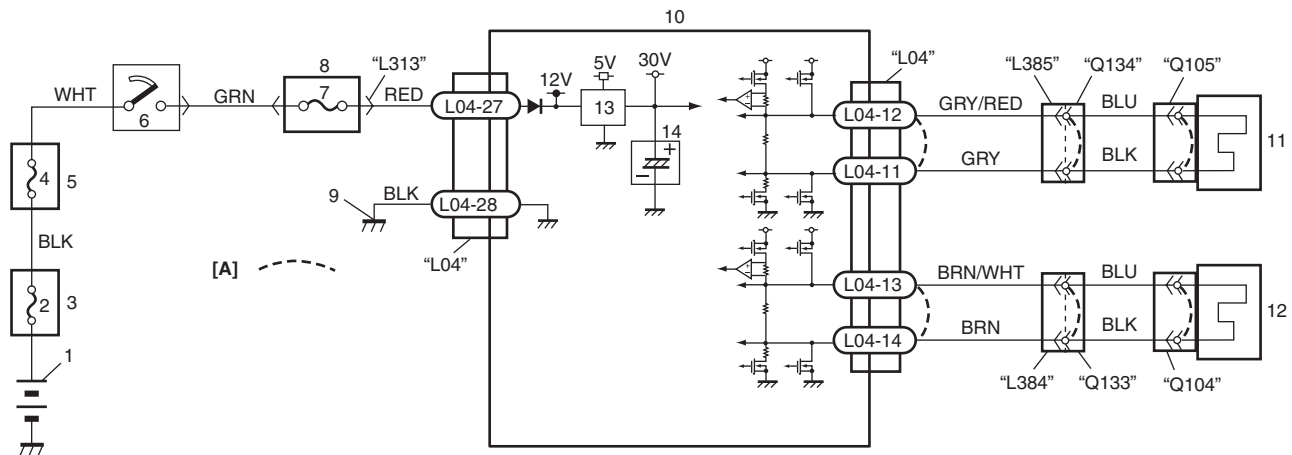 10
8
"L313"
30V
5V
12V
"L04"
"L385"
"Q134"
"Q105"
WHT
GRN
7
RED
L04-27
13
L04-12
GRY/RED
BLU
6
14
+
−
11
L04-11
GRY
BLK
4
5
9
BLK
L04-28
BLK
"L04"
[A]
2
3
L04-13
BRN/WHT
BLU
12
L04-14
BRN
BLK
1
"L384"
"Q133"
"Q104"